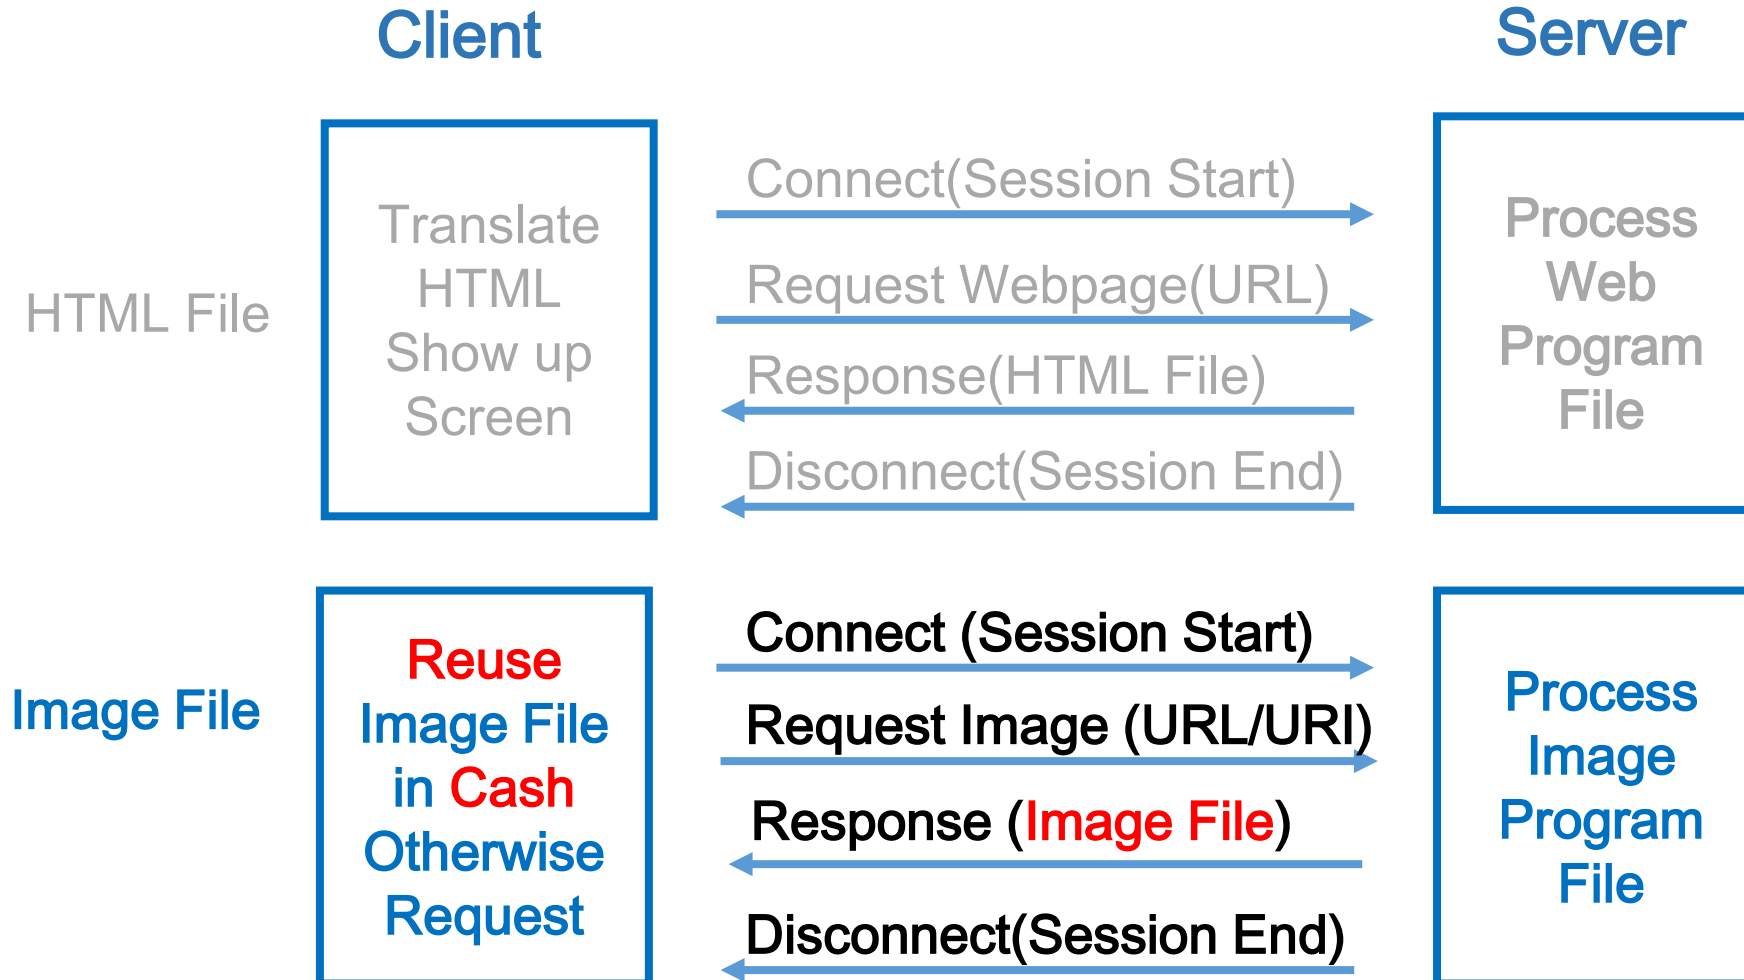 Client
Server
HTML File
Translate
HTML
Show up
Screen
Connect(Session Start)
Request Webpage(URL)
Response(HTML File)
Disconnect(Session End)
Process
Web
Program
File
Image File
Reuse
Image File
in Cash
Otherwise
Request
Connect (Session Start)
Request Image (URL/URI)
Response (Image File)
Disconnect(Session End)
Process
Image
Program
File